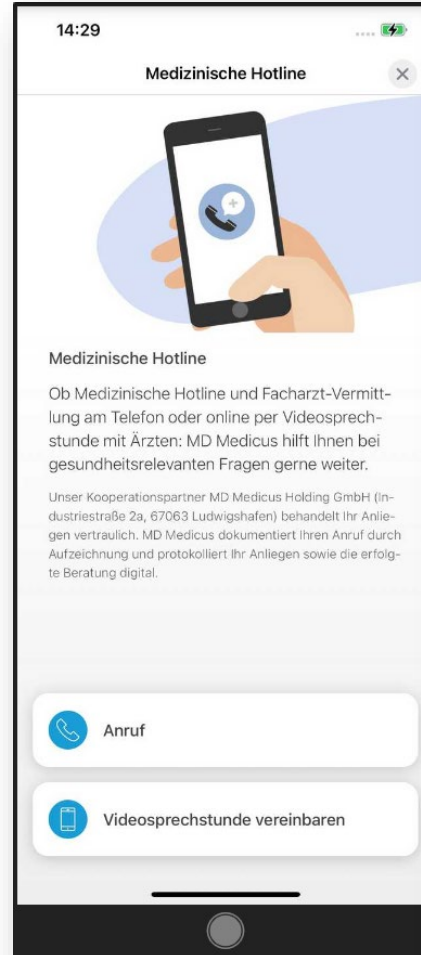 14:29
Medizinische Hotline
Medizinische Hotline
Ob Medizinische Hotline und Facharzt-Vermitt-
lung am Telefon oder online per Videosprech-
stunde mit Ärzten: MD Medicus hilft Ihnen bei
gesundheitsrelevanten Fragen gerne weiter.
Unser Kooperationspartner MD Medicus Holding GmbH (In-
dustriestraße 2a, 67063 Ludwigshafen) behandelt Ihr Anlie-
gen vertraulich. MD Medicus dokumentiert Ihren Anruf durch
Aufzeichnung und protokolliert Ihr Anliegen sowie die erfolg-
te Beratung digital.
Anruf
Videosprechstunde vereinbaren